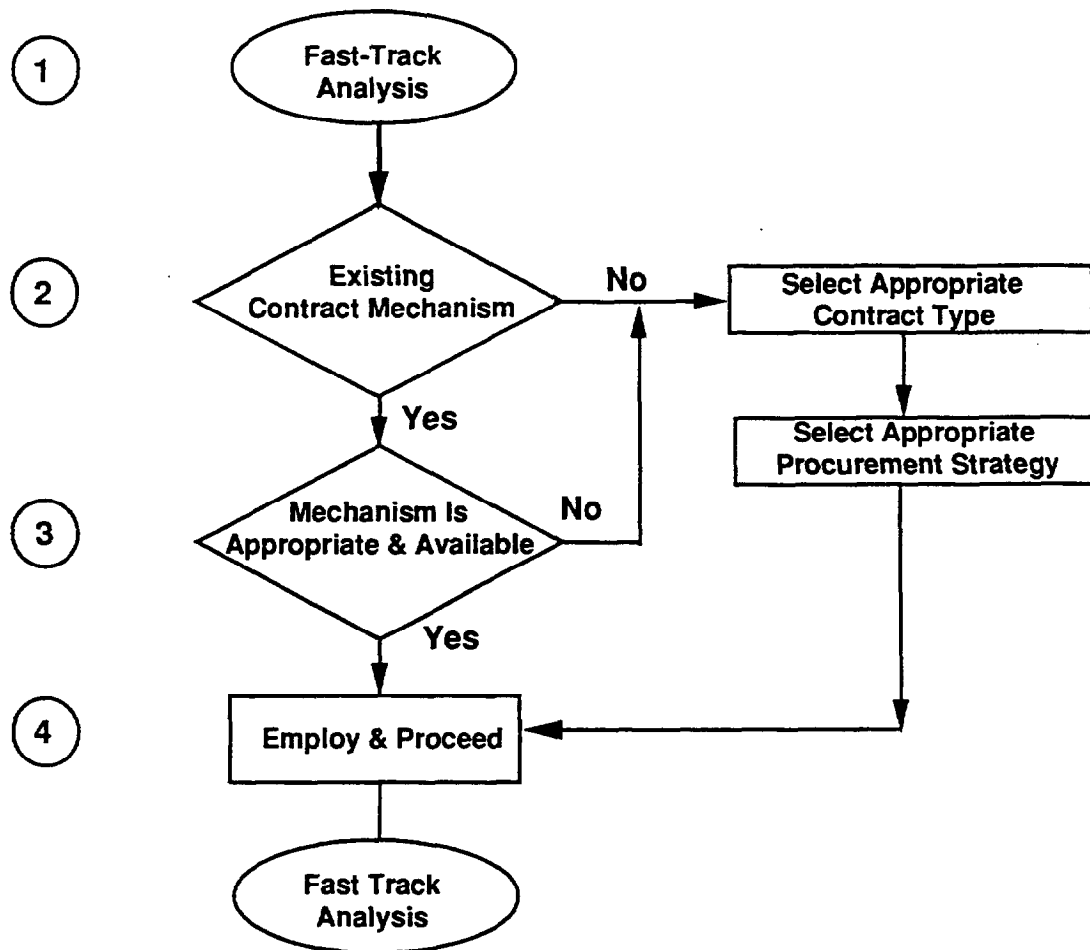 1
Fast-Track
Analysis
2
Existing
Contract Mechanism
No
Select Appropriate
Contract Type
Yes
Select Appropriate
Procurement Strategy
3
Mechanism Is
Appropriate & Available
No
Yes
4
Employ & Proceed
Fast Track
Analysis